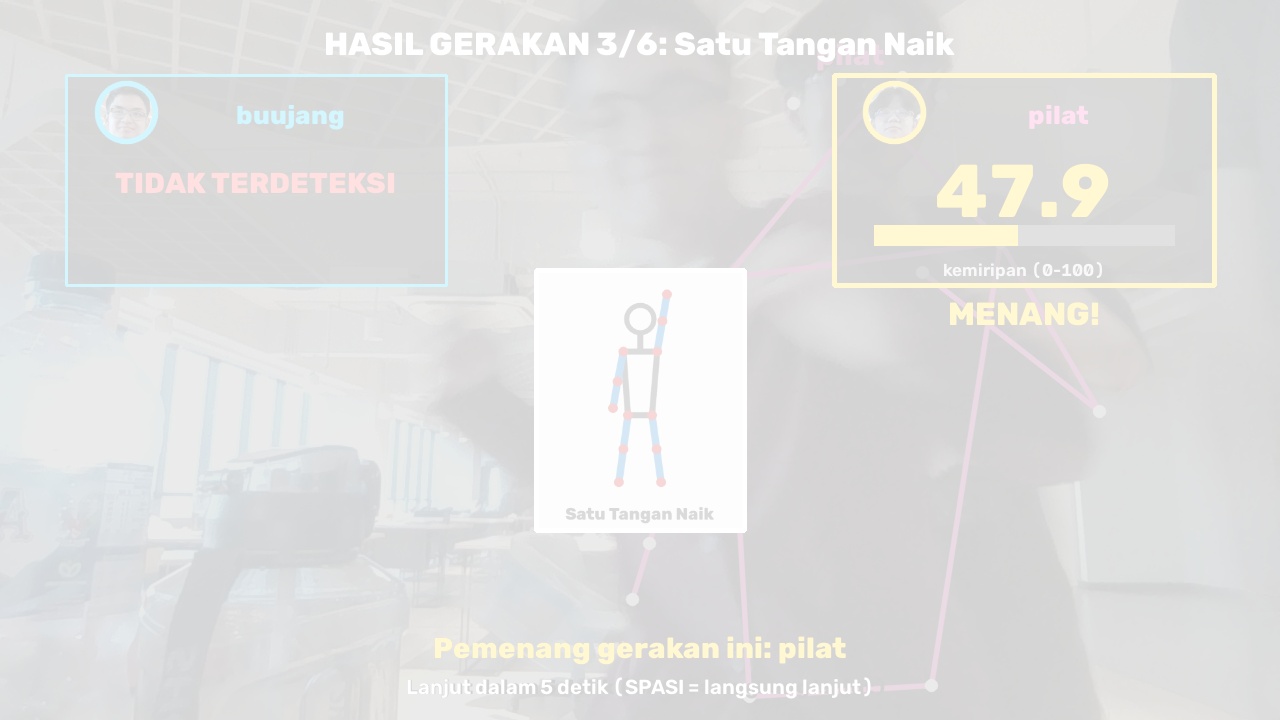 HASIL GERAKAN 3/6: Satu Tangan Naik
pilat
buujang
TIDAK TERDETEKSI
pilat
47.9
kemiripan (0-100)
MENANG!
Satu Tangan Naik
Pemenang gerakan ini: pilat
Lanjut dalam 5 detik (SPASI = langsung lanjut)